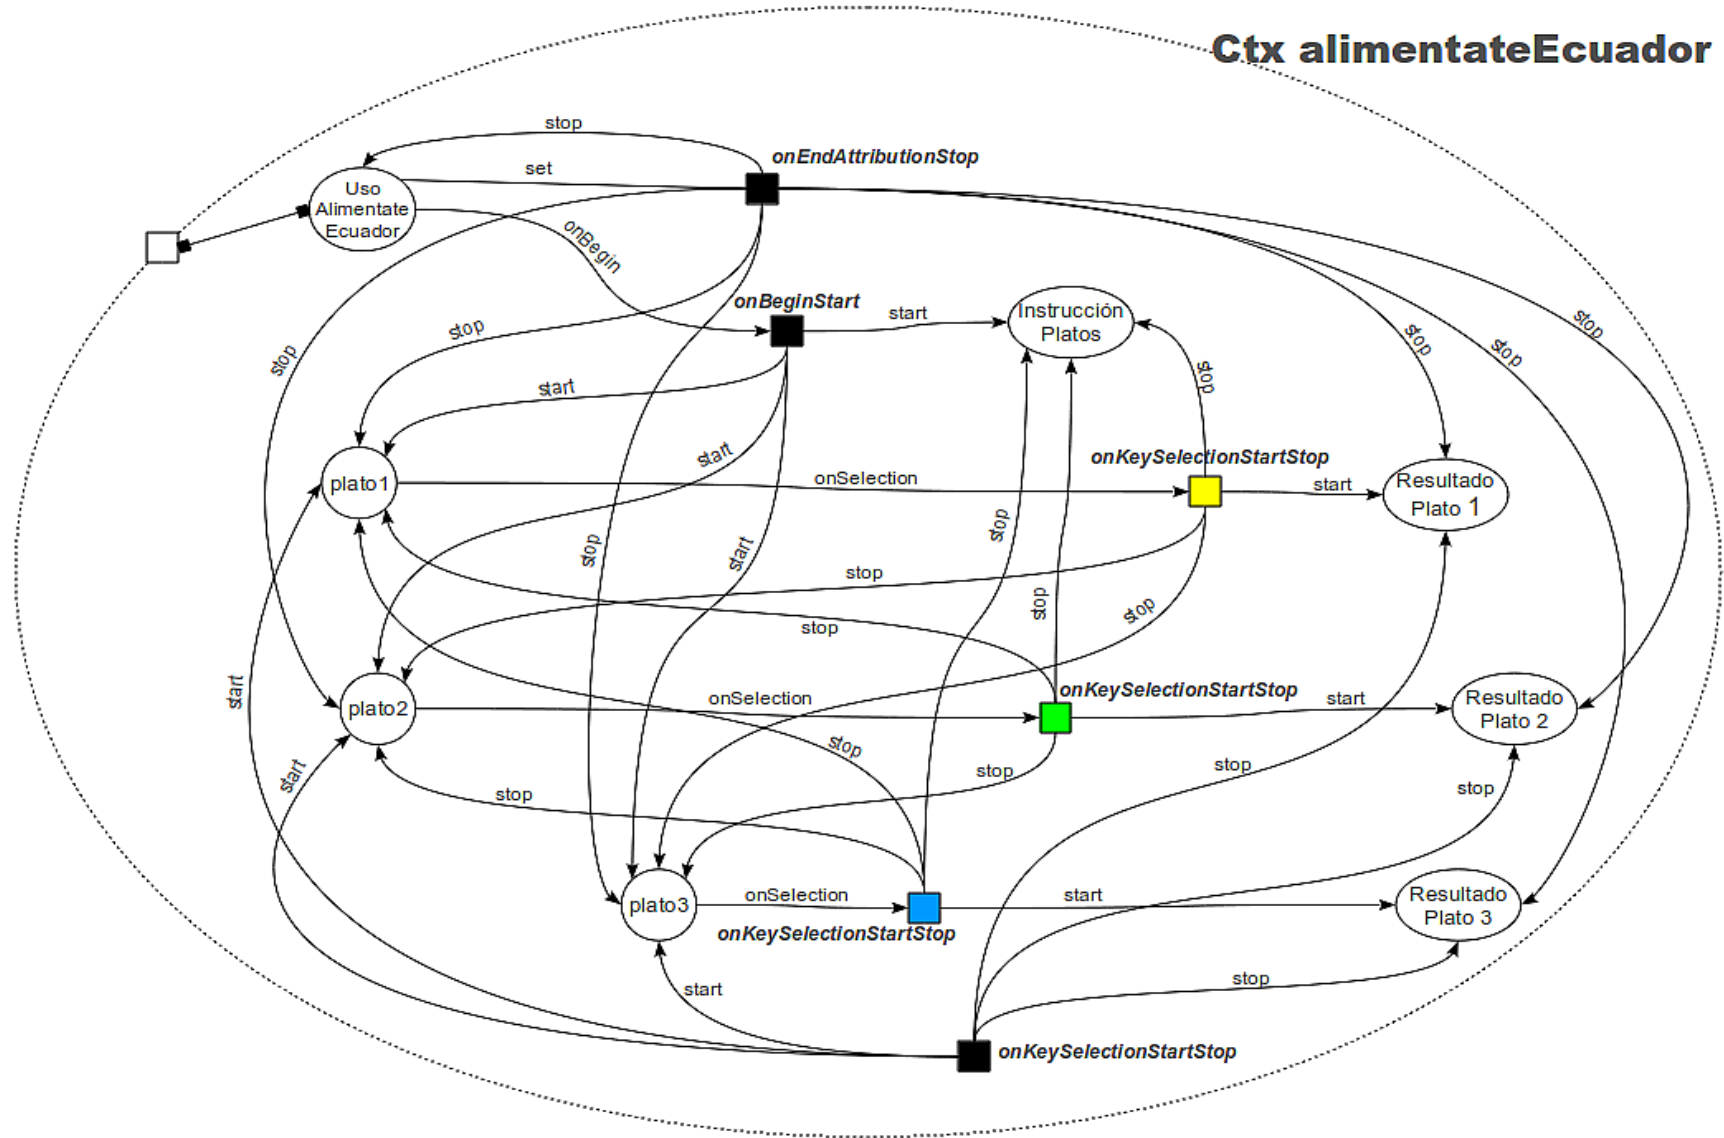 Ctx alimentateEcuador
stop
onEndAttributionStop
set
Uso
Alimentate
Ecuador
onBegin
onBeginStart
start
Instrucción
Platos
stop
stop
stop
stop
stop
stop
start
stop
start
onKeySelectionStartStop
plato1
onSelection
start
Resultado
Plato 1
stop
stop
start
stop
stop
stop
stop
start
plato2
onSelection
onKeySelectionStartStop
start
Resultado
Plato 2
stop
stop
stop
start
stop
stop
plato3
onSelection
start
Resultado
Plato 3
onKeySelectionStartStop
start
stop
onKeySelectionStartStop